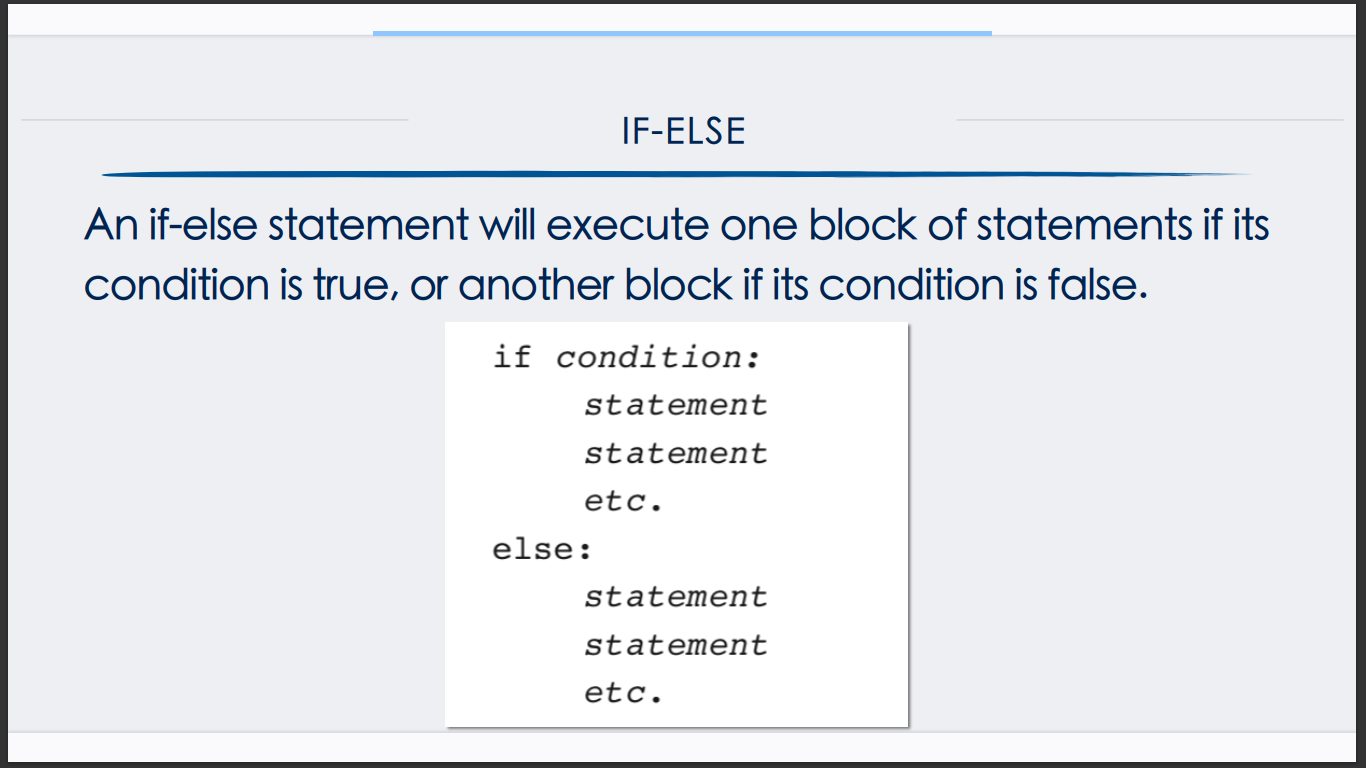 IF-ELSE
An if-else statement will execute one block of statements if its
condition is true, or another block if its condition is false.
if condition:
statement
statement
etc.
else:
statement
statement
etc.